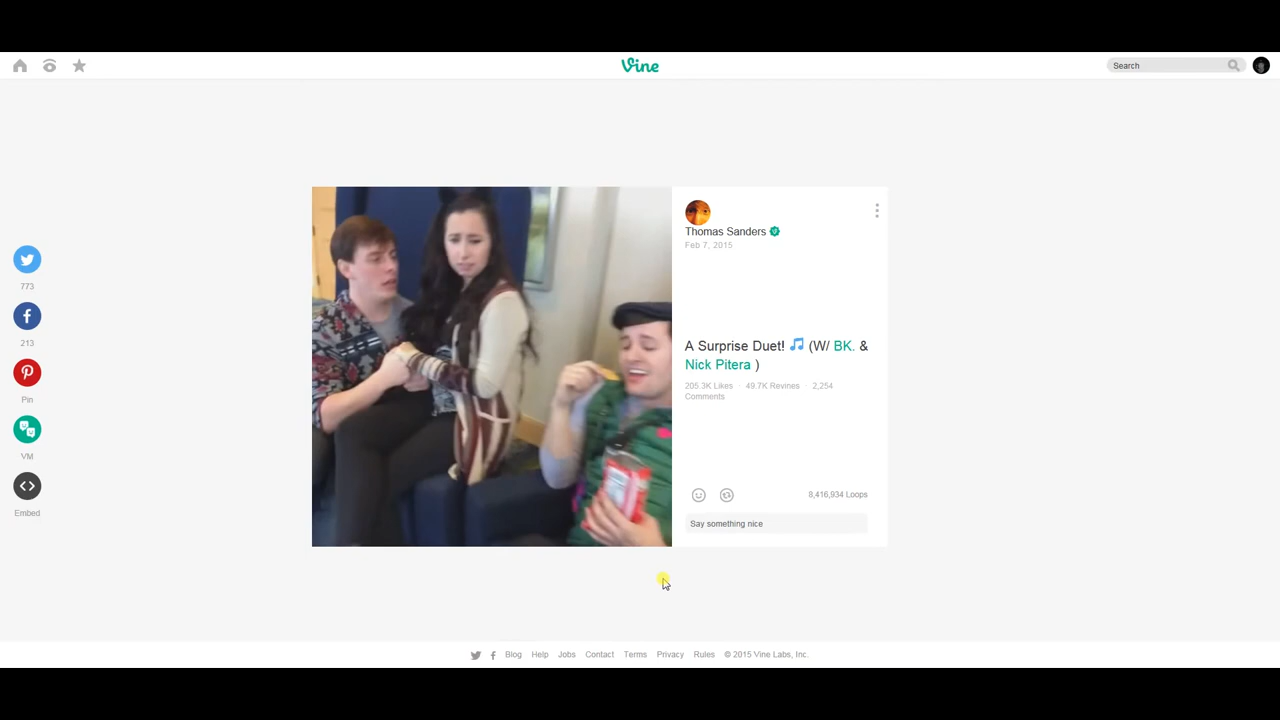 Vine
Search
773
213
Pin
VM
Embed
Thomas Sanders
Feb 7, 2015
A Surprise Duet! 🎵 (W/ BK. &
Nick Pitera )
205.3K Likes · 49.7K Revines · 2,254
Comments
8,416,934 Loops
Say something nice
Blog Help Jobs Contact Terms Privacy Rules © 2015 Vine Labs, Inc.